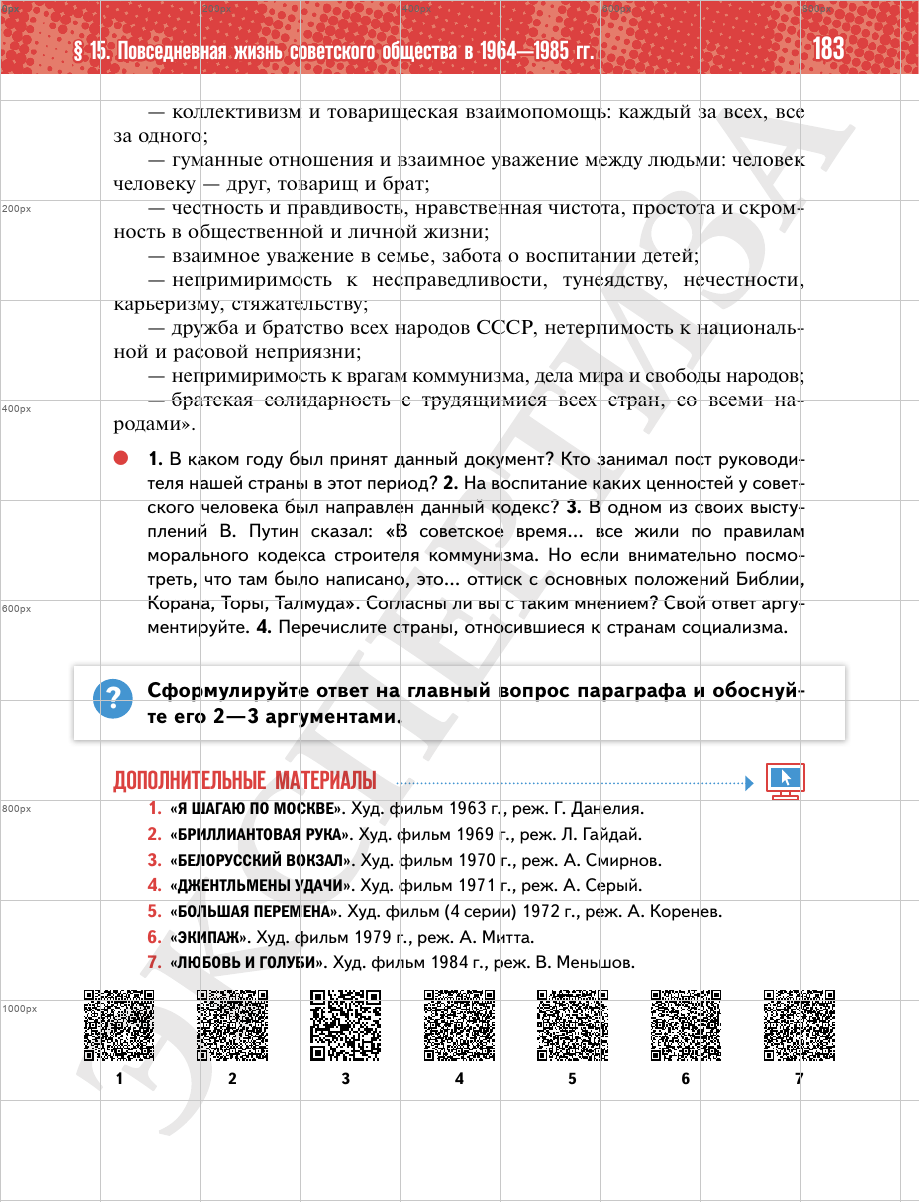 § 15. Повседневная жизнь советского общества в 1964—1985 гг.
183
— коллективизм и товарищеская взаимопомощь: каждый за всех, все
за одного;
— гуманные отношения и взаимное уважение между людьми: человек
человеку — друг, товарищ и брат;
— честность и правдивость, нравственная чистота, простота и скром-
ность в общественной и личной жизни;
— взаимное уважение в семье, забота о воспитании детей;
— непримиримость к несправедливости, тунеядству, нечестности,
карьеризму, стяжательству;
— дружба и братство всех народов СССР, нетерпимость к националь-
ной и расовой неприязни;
— непримиримость к врагам коммунизма, дела мира и свободы народов;
— братская солидарность с трудящимися всех стран, со всеми на-
родами».
1. В каком году был принят данный документ? Кто занимал пост руководи-
теля нашей страны в этот период? 2. На воспитание каких ценностей у совет-
ского человека был направлен данный кодекс? 3. В одном из своих высту-
плений В. Путин сказал: «В советское время... все жили по правилам
морального кодекса строителя коммунизма. Но если внимательно посмо-
треть, что там было написано, это... оттиск с основных положений Библии,
Корана, Торы, Талмуда». Согласны ли вы с таким мнением? Свой ответ аргу-
ментируйте. 4. Перечислите страны, относившиеся к странам социализма.
?
Сформулируйте ответ на главный вопрос параграфа и обоснуй-
те его 2—3 аргументами.
ДОПОЛНИТЕЛЬНЫЕ МАТЕРИАЛЫ
1. «Я ШАГАЮ ПО МОСКВЕ». Худ. фильм 1963 г., реж. Г. Данелия.
2. «БРИЛЛИАНТОВАЯ РУКА». Худ. фильм 1969 г., реж. Л. Гайдай.
3. «БЕЛОРУССКИЙ ВОКЗАЛ». Худ. фильм 1970 г., реж. А. Смирнов.
4. «ДЖЕНТЛЬМЕНЫ УДАЧИ». Худ. фильм 1971 г., реж. А. Серый.
5. «БОЛЬШАЯ ПЕРЕМЕНА». Худ. фильм (4 серии) 1972 г., реж. А. Коренев.
6. «ЭКИПАЖ». Худ. фильм 1979 г., реж. А. Митта.
7. «ЛЮБОВЬ И ГОЛУБИ». Худ. фильм 1984 г., реж. В. Меньшов.
1 2 3 4 5 6 7
ЭКСПЕРТИЗА
200px
400px
600px
800px
1000px